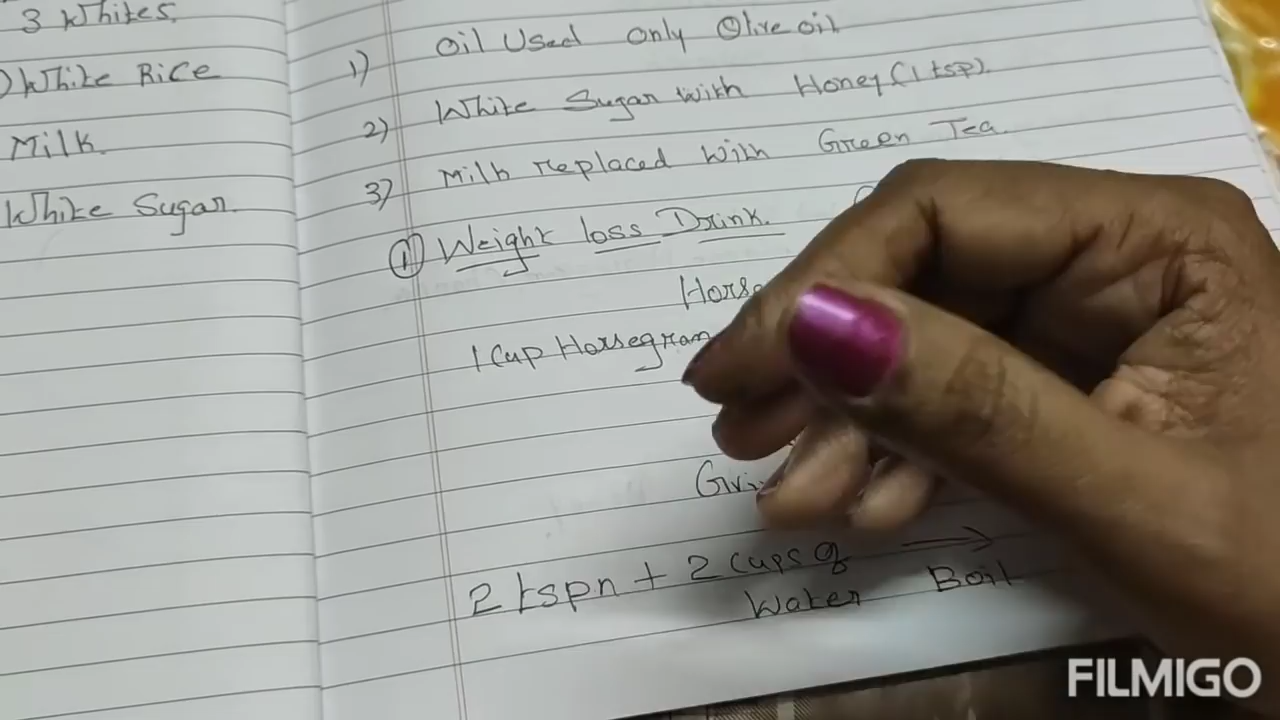 3 Whites.
) White Rice
Milk.
White Sugar.
1) Oil Used Only Olive oil
2) White Sugar with Honey (1 tsp).
3) Milk replaced with Green Tea.
① Weight loss Drink.
1 Cup Horsegram
2 tspn + 2 Cups of Water → Boil
FILMIGO